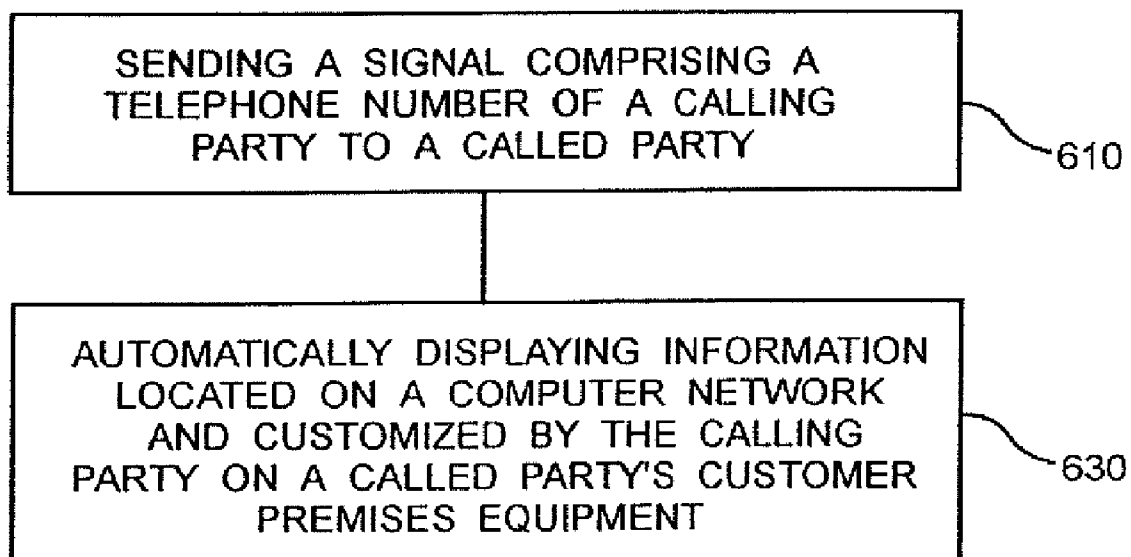 SENDING A SIGNAL COMPRISING A
TELEPHONE NUMBER OF A CALLING
PARTY TO A CALLED PARTY
610
AUTOMATICALLY DISPLAYING INFORMATION
LOCATED ON A COMPUTER NETWORK
AND CUSTOMIZED BY THE CALLING
PARTY ON A CALLED PARTY'S CUSTOMER
PREMISES EQUIPMENT
630